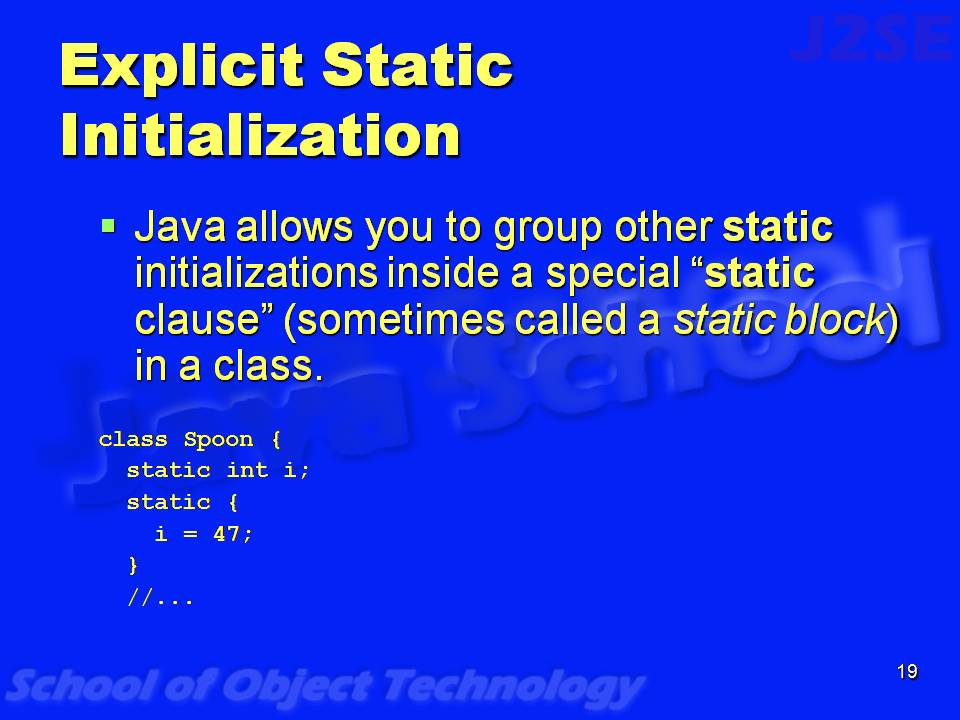 J2SE
Explicit Static
Initialization
▪ Java allows you to group other static
initializations inside a special “static
clause” (sometimes called a static block)
in a class.
Java School
class Spoon {
  static int i;
  static {
    i = 47;
  }
  //...
School of Object Technology
19